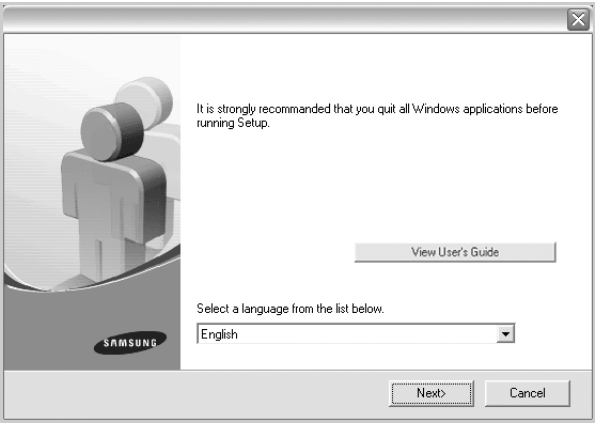 It is strongly recommanded that you quit all Windows applications before
running Setup.
View User's Guide
Select a language from the list below.
English
SAMSUNG
Next>
Cancel